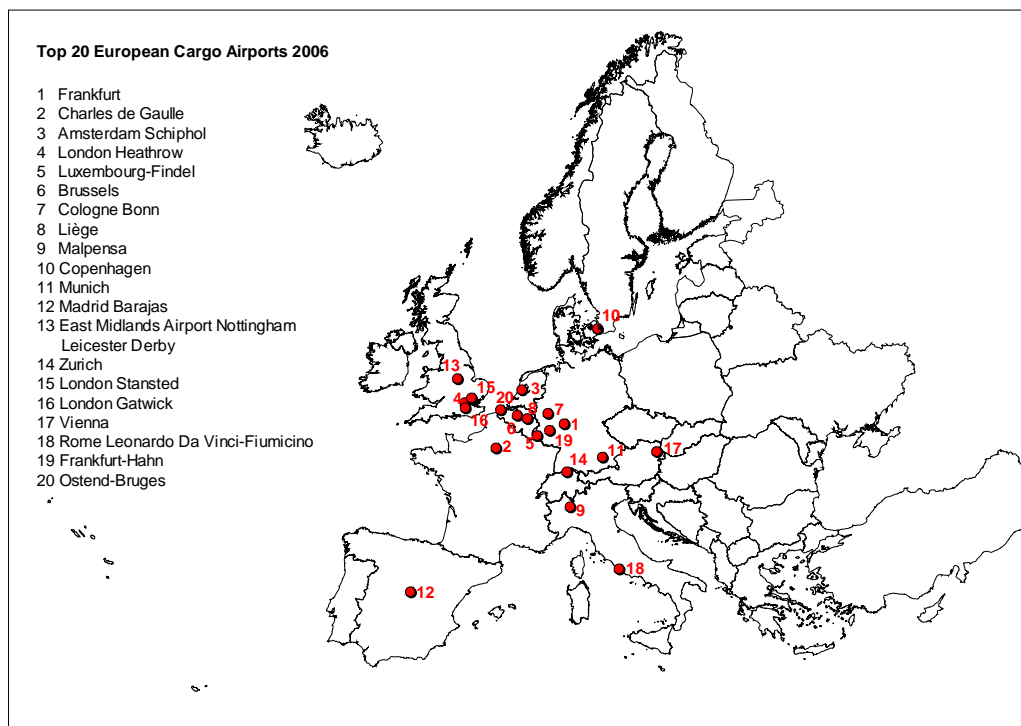 Top 20 European Cargo Airports 2006
1 Frankfurt
2 Charles de Gaulle
3 Amsterdam Schiphol
4 London Heathrow
5 Luxembourg-Findel
6 Brussels
7 Cologne Bonn
8 Liège
9 Malpensa
10 Copenhagen
11 Munich
12 Madrid Barajas
13 East Midlands Airport Nottingham
Leicester Derby
14 Zurich
15 London Stansted
16 London Gatwick
17 Vienna
18 Rome Leonardo Da Vinci-Fiumicino
19 Frankfurt-Hahn
20 Ostend-Bruges
10
13
15
3
4
20
8
7
16
6
1
5
19
2
11
17
14
9
18
12